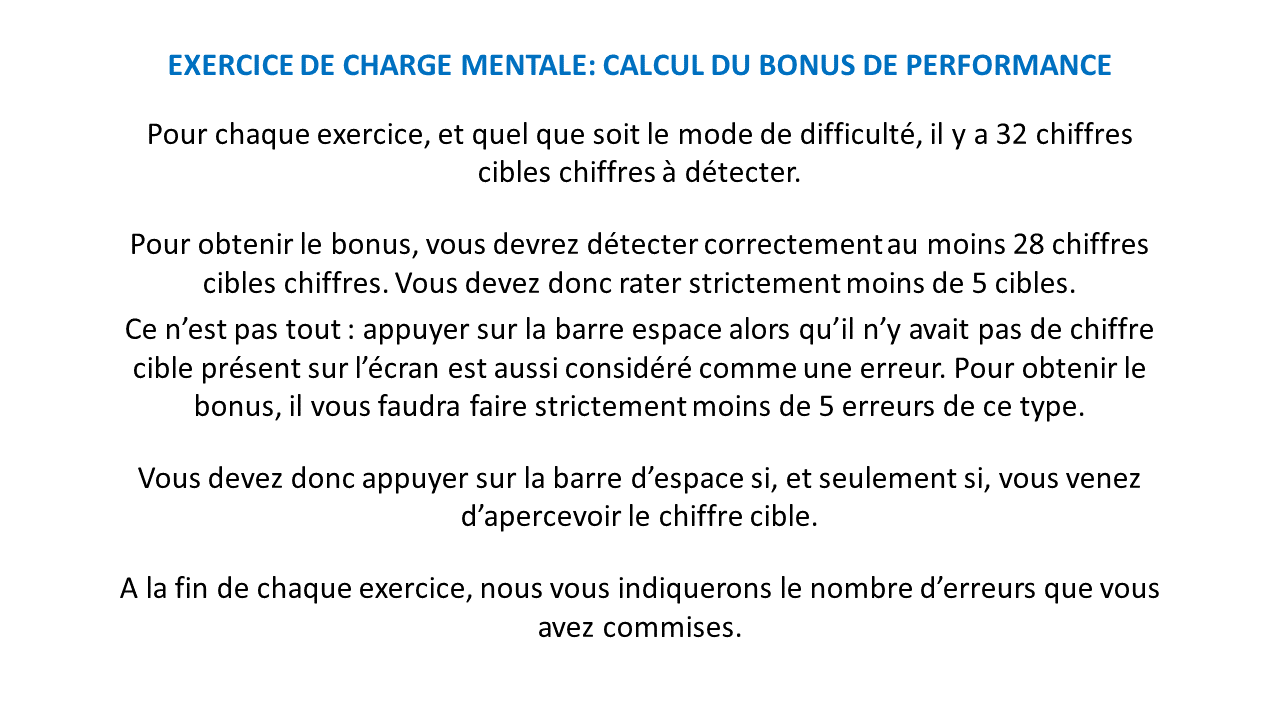 EXERCICE DE CHARGE MENTALE: CALCUL DU BONUS DE PERFORMANCE
Pour chaque exercice, et quel que soit le mode de difficulté, il y a 32 chiffres
cibles chiffres à détecter.
Pour obtenir le bonus, vous devrez détecter correctement au moins 28 chiffres
cibles chiffres. Vous devez donc rater strictement moins de 5 cibles.
Ce n’est pas tout : appuyer sur la barre espace alors qu’il n’y avait pas de chiffre
cible présent sur l’écran est aussi considéré comme une erreur. Pour obtenir le
bonus, il vous faudra faire strictement moins de 5 erreurs de ce type.
Vous devez donc appuyer sur la barre d’espace si, et seulement si, vous venez
d’apercevoir le chiffre cible.
A la fin de chaque exercice, nous vous indiquerons le nombre d’erreurs que vous
avez commises.